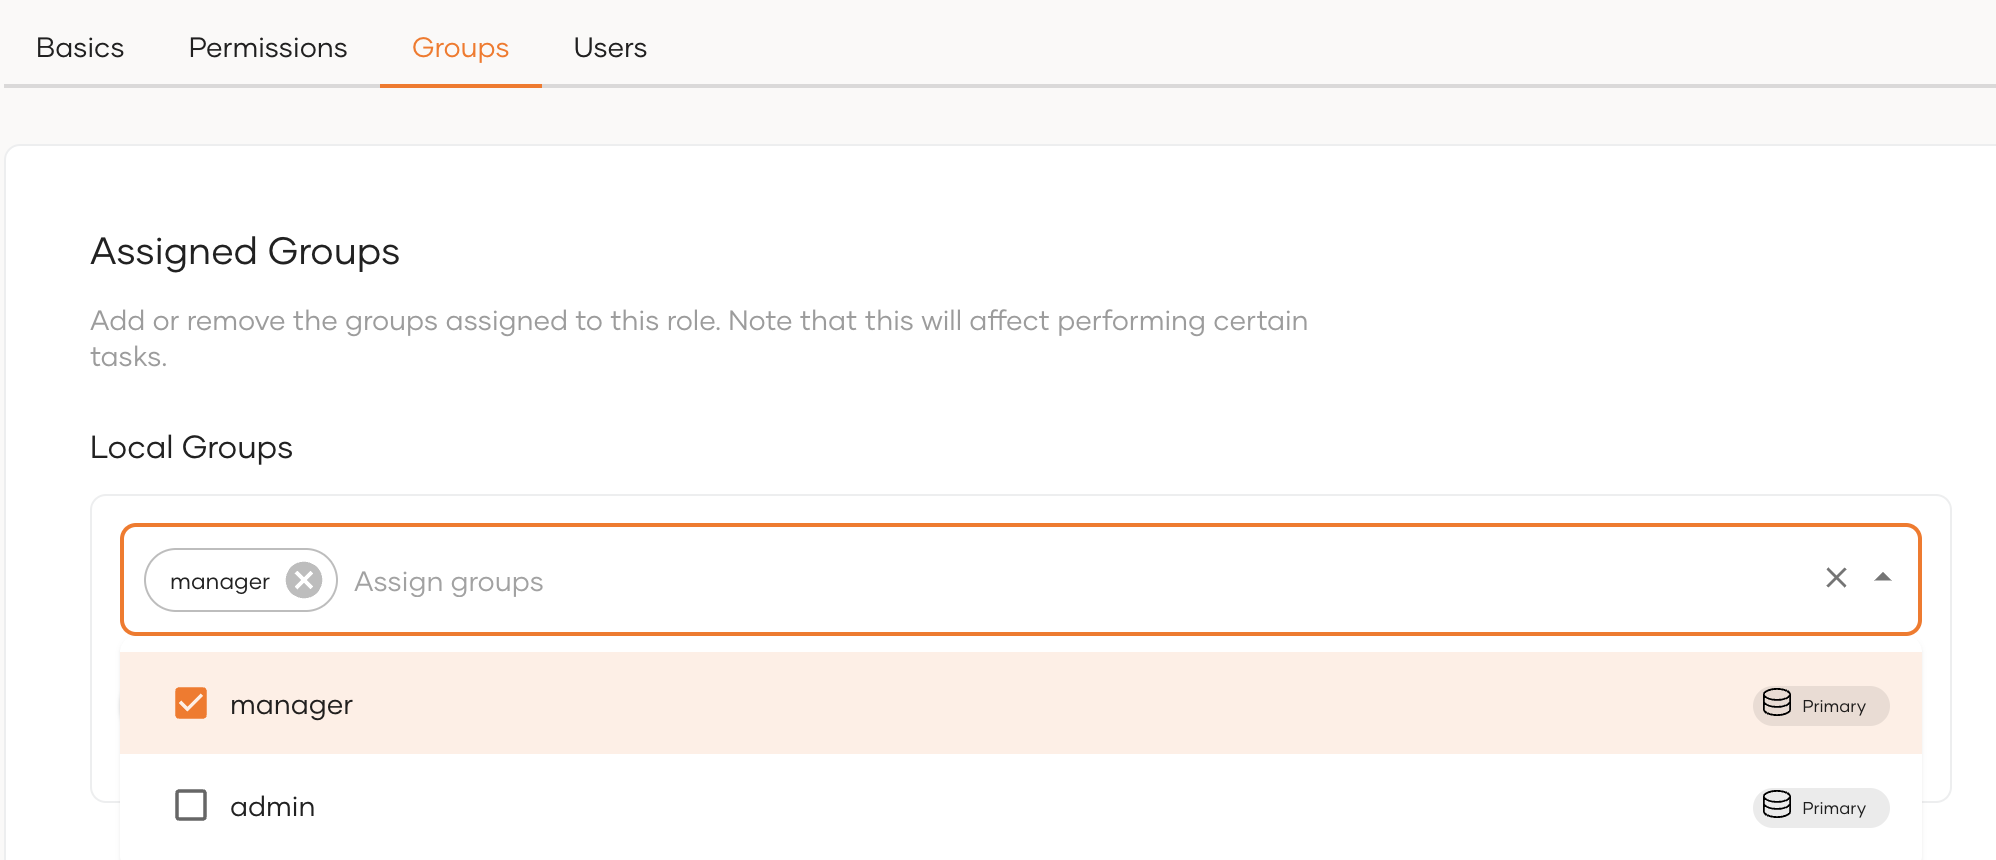 Basics Permissions Groups Users
Assigned Groups
Add or remove the groups assigned to this role. Note that this will affect performing certain
tasks.
Local Groups
manager Assign groups
manager Primary
admin Primary